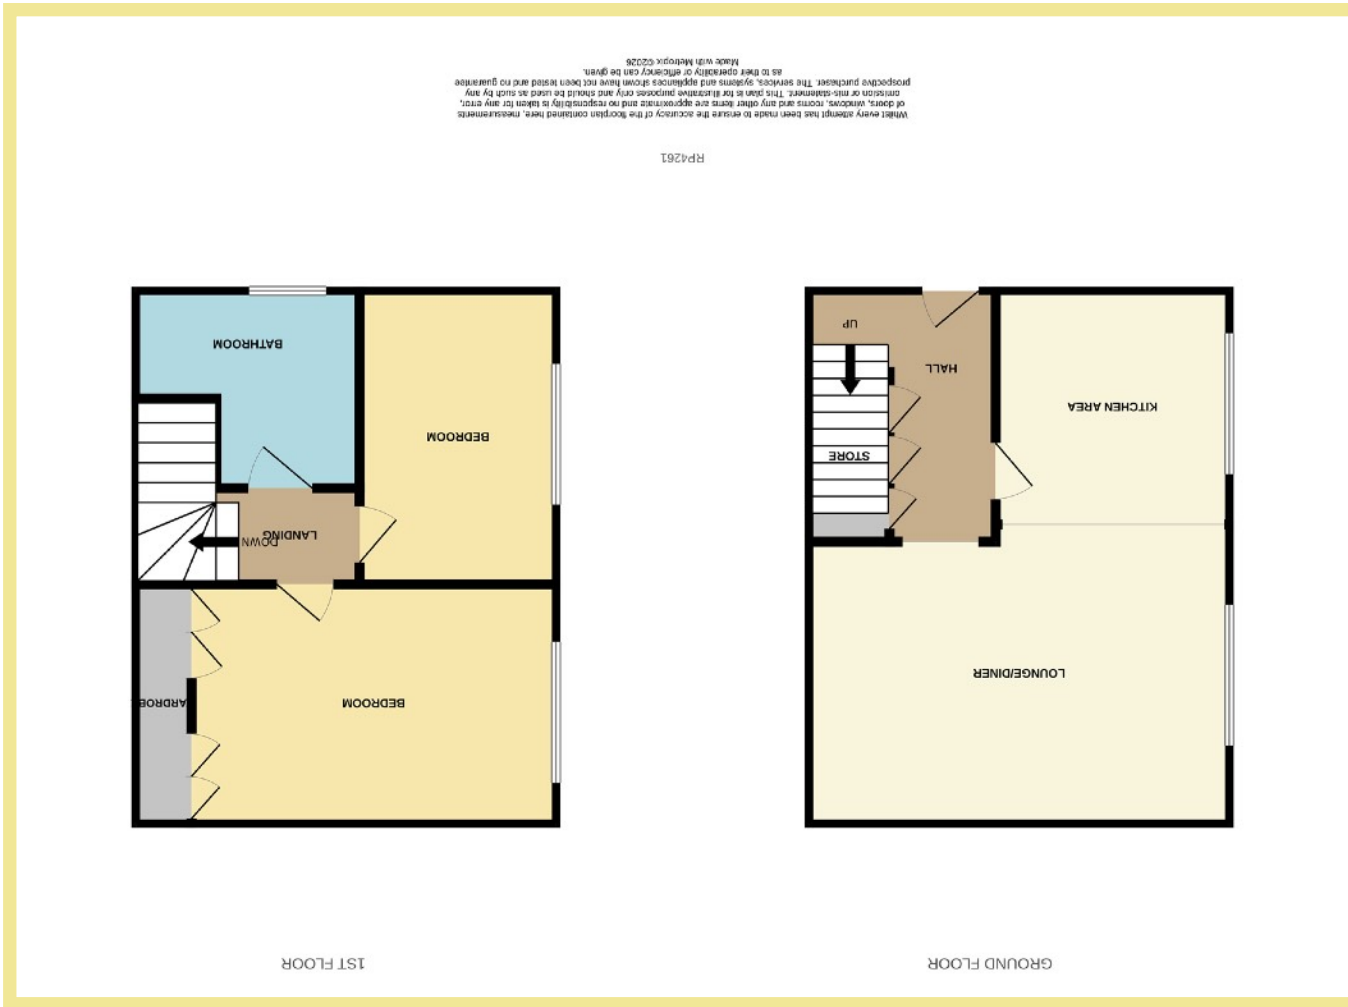 GROUND FLOOR
1ST FLOOR
LOUNGE/DINER
KITCHEN AREA
HALL
STORE
UP
BEDROOM
ARDROB
LANDING
DOWN
BEDROOM
BATHROOM
RP4261
Whilst every attempt has been made to ensure the accuracy of the floorplan contained here, measurements
of doors, windows, rooms and any other items are approximate and no responsibility is taken for any error,
omission or mis-statement. This plan is for illustrative purposes only and should be used as such by any
prospective purchaser. The services, systems and appliances shown have not been tested and no guarantee
as to their operability or efficiency can be given.
Made with Metropix ©2026